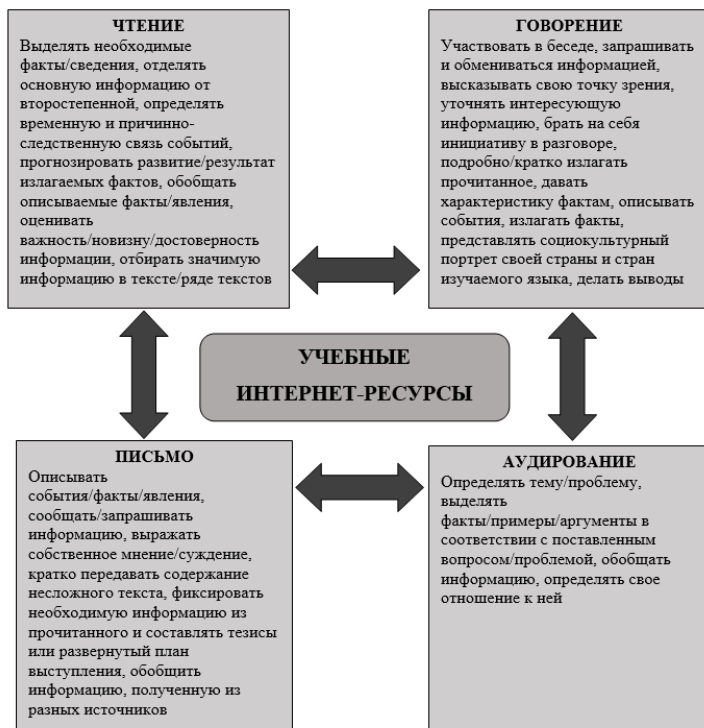 ЧТЕНИЕ
Выделять необходимые
факты/сведения, отделять
основную информацию от
второстепенной, определять
временную и причинно-
следственную связь событий,
прогнозировать развитие/результат
излагаемых фактов, обобщать
описываемые факты/явления,
оценивать
важность/новизну/достоверность
информации, отбирать значимую
информацию в тексте/ряде текстов
ГОВОРЕНИЕ
Участвовать в беседе, запрашивать
и обмениваться информацией,
высказывать свою точку зрения,
уточнять интересующую
информацию, брать на себя
инициативу в разговоре,
подробно/кратко излагать
прочитанное, давать
характеристику фактам, описывать
события, излагать факты,
представлять социокультурный
портрет своей страны и стран
изучаемого языка, делать выводы
УЧЕБНЫЕ
ИНТЕРНЕТ-РЕСУРСЫ
ПИСЬМО
Описывать
события/факты/явления,
сообщать/запрашивать
информацию, выражать
собственное мнение/суждение,
кратко передавать содержание
несложного текста, фиксировать
необходимую информацию из
прочитанного и составлять тезисы
или развернутый план
выступления, обобщить
информацию, полученную из
разных источников
АУДИРОВАНИЕ
Определять тему/проблему,
выделять
факты/примеры/аргументы в
соответствии с поставленным
вопросом/проблемой, обобщать
информацию, определять свое
отношение к ней